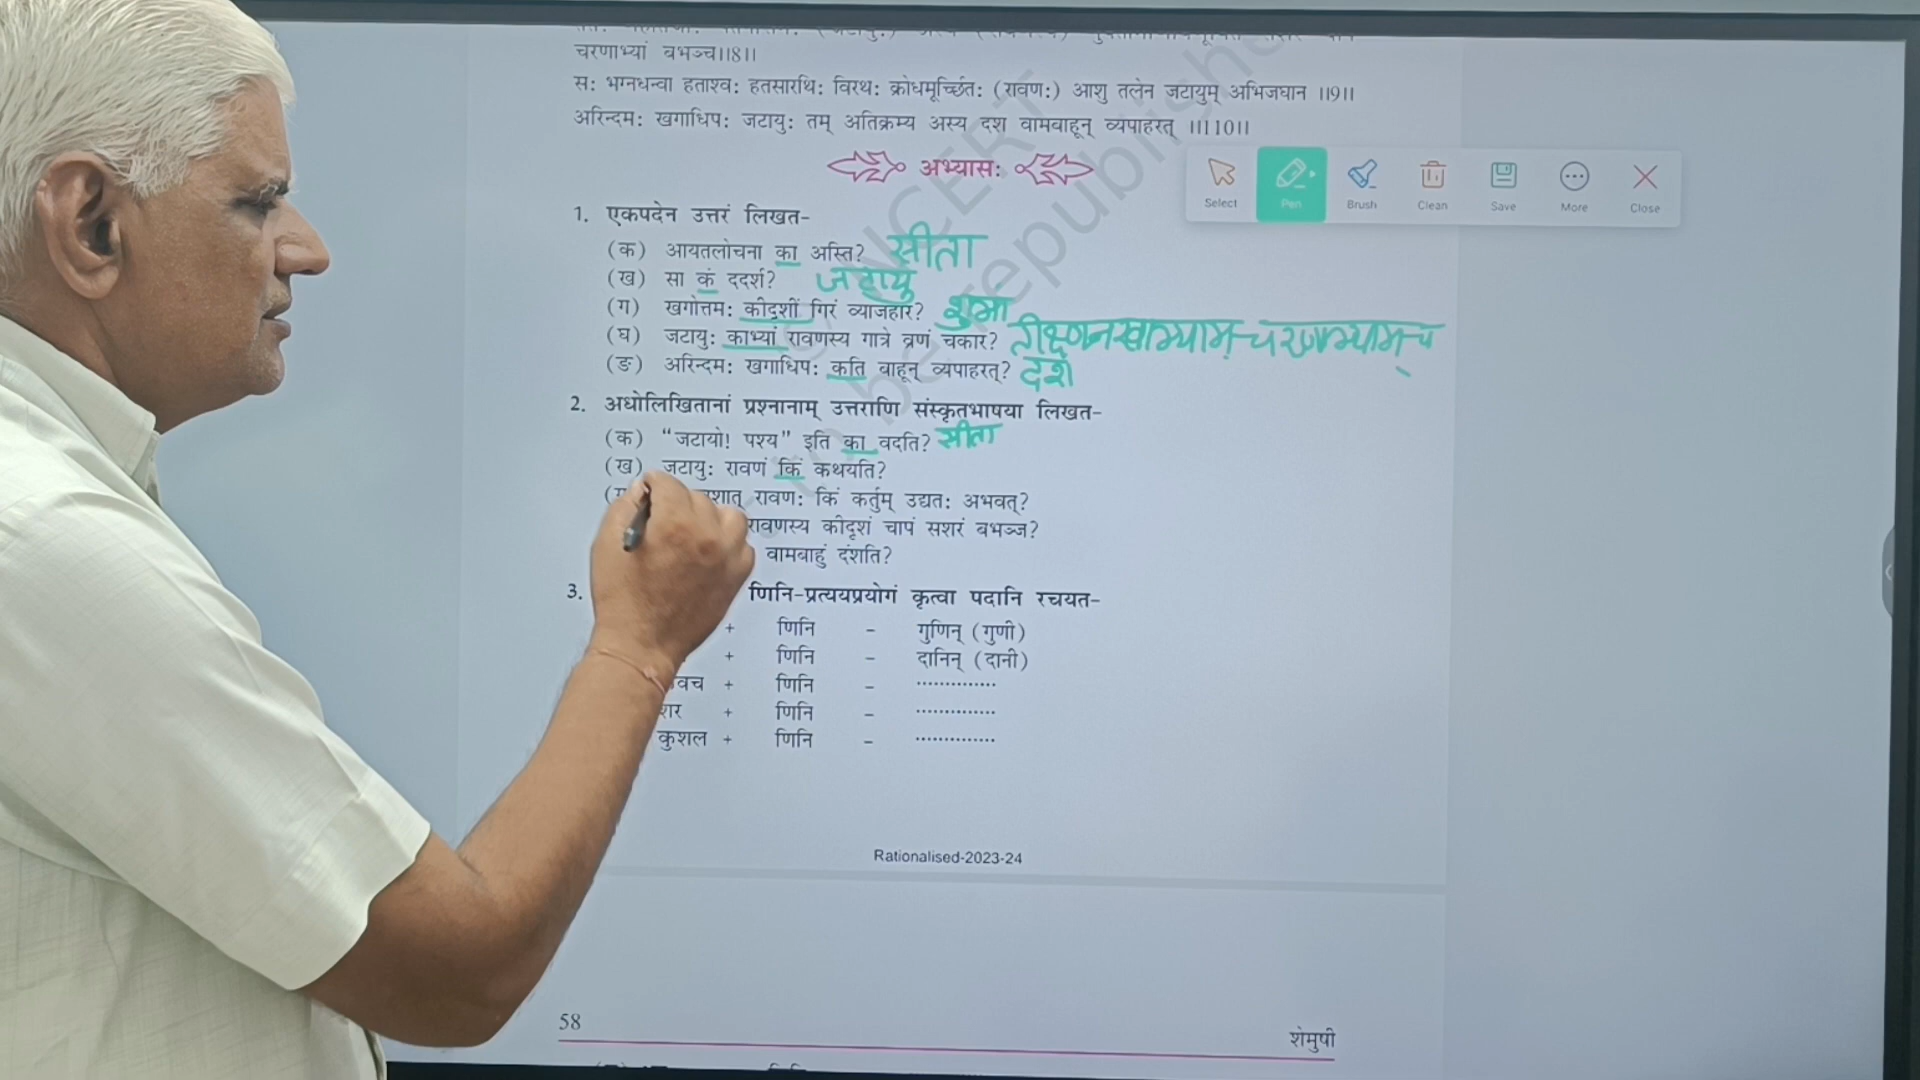 चरणाभ्यां बभञ्च॥8॥
सः भग्नधन्वा हताश्वः हतसारथिः विरथः क्रोधमूर्च्छितः (रावणः) आशु तलेन जटायुम् अभिजघान ॥9॥
अरिन्दमः खगाधिपः जटायुः तम् अतिक्रम्य अस्य दश वामबाहून् व्यपाहरत् ॥110॥
अभ्यासः
Select Pen Brush Clean Save More Close
1. एकपदेन उत्तरं लिखत-
(क) आयतलोचना का अस्ति? सीता
(ख) सा कं ददर्श? जटायु
(ग) खगोत्तमः कीदृशीं गिरं व्याजहार? शुभा
(घ) जटायुः काभ्यां रावणस्य गात्रे व्रणं चकार? तीक्ष्णनखाभ्याम् चरणाभ्याम् च
(ङ) अरिन्दमः खगाधिपः कति बाहून् व्यपाहरत्? दश
2. अधोलिखितानां प्रश्नानाम् उत्तराणि संस्कृतभाषया लिखत-
(क) “जटायो! पश्य” इति का वदति? सीता
(ख) जटायुः रावणं किं कथयति?
रावणः किं कर्तुम् उद्यतः अभवत्?
रावणस्य कीदृशं चापं सशरं बभञ्ज?
वामबाहुं दंशति?
3. णिनि-प्रत्ययप्रयोगं कृत्वा पदानि रचयत-
+ णिनि - गुणिन् (गुणी)
+ णिनि - दानिन् (दानी)
+ णिनि - ..............
+ णिनि - ..............
कुशल + णिनि - ..............
Rationalised-2023-24
58
शेमुषी